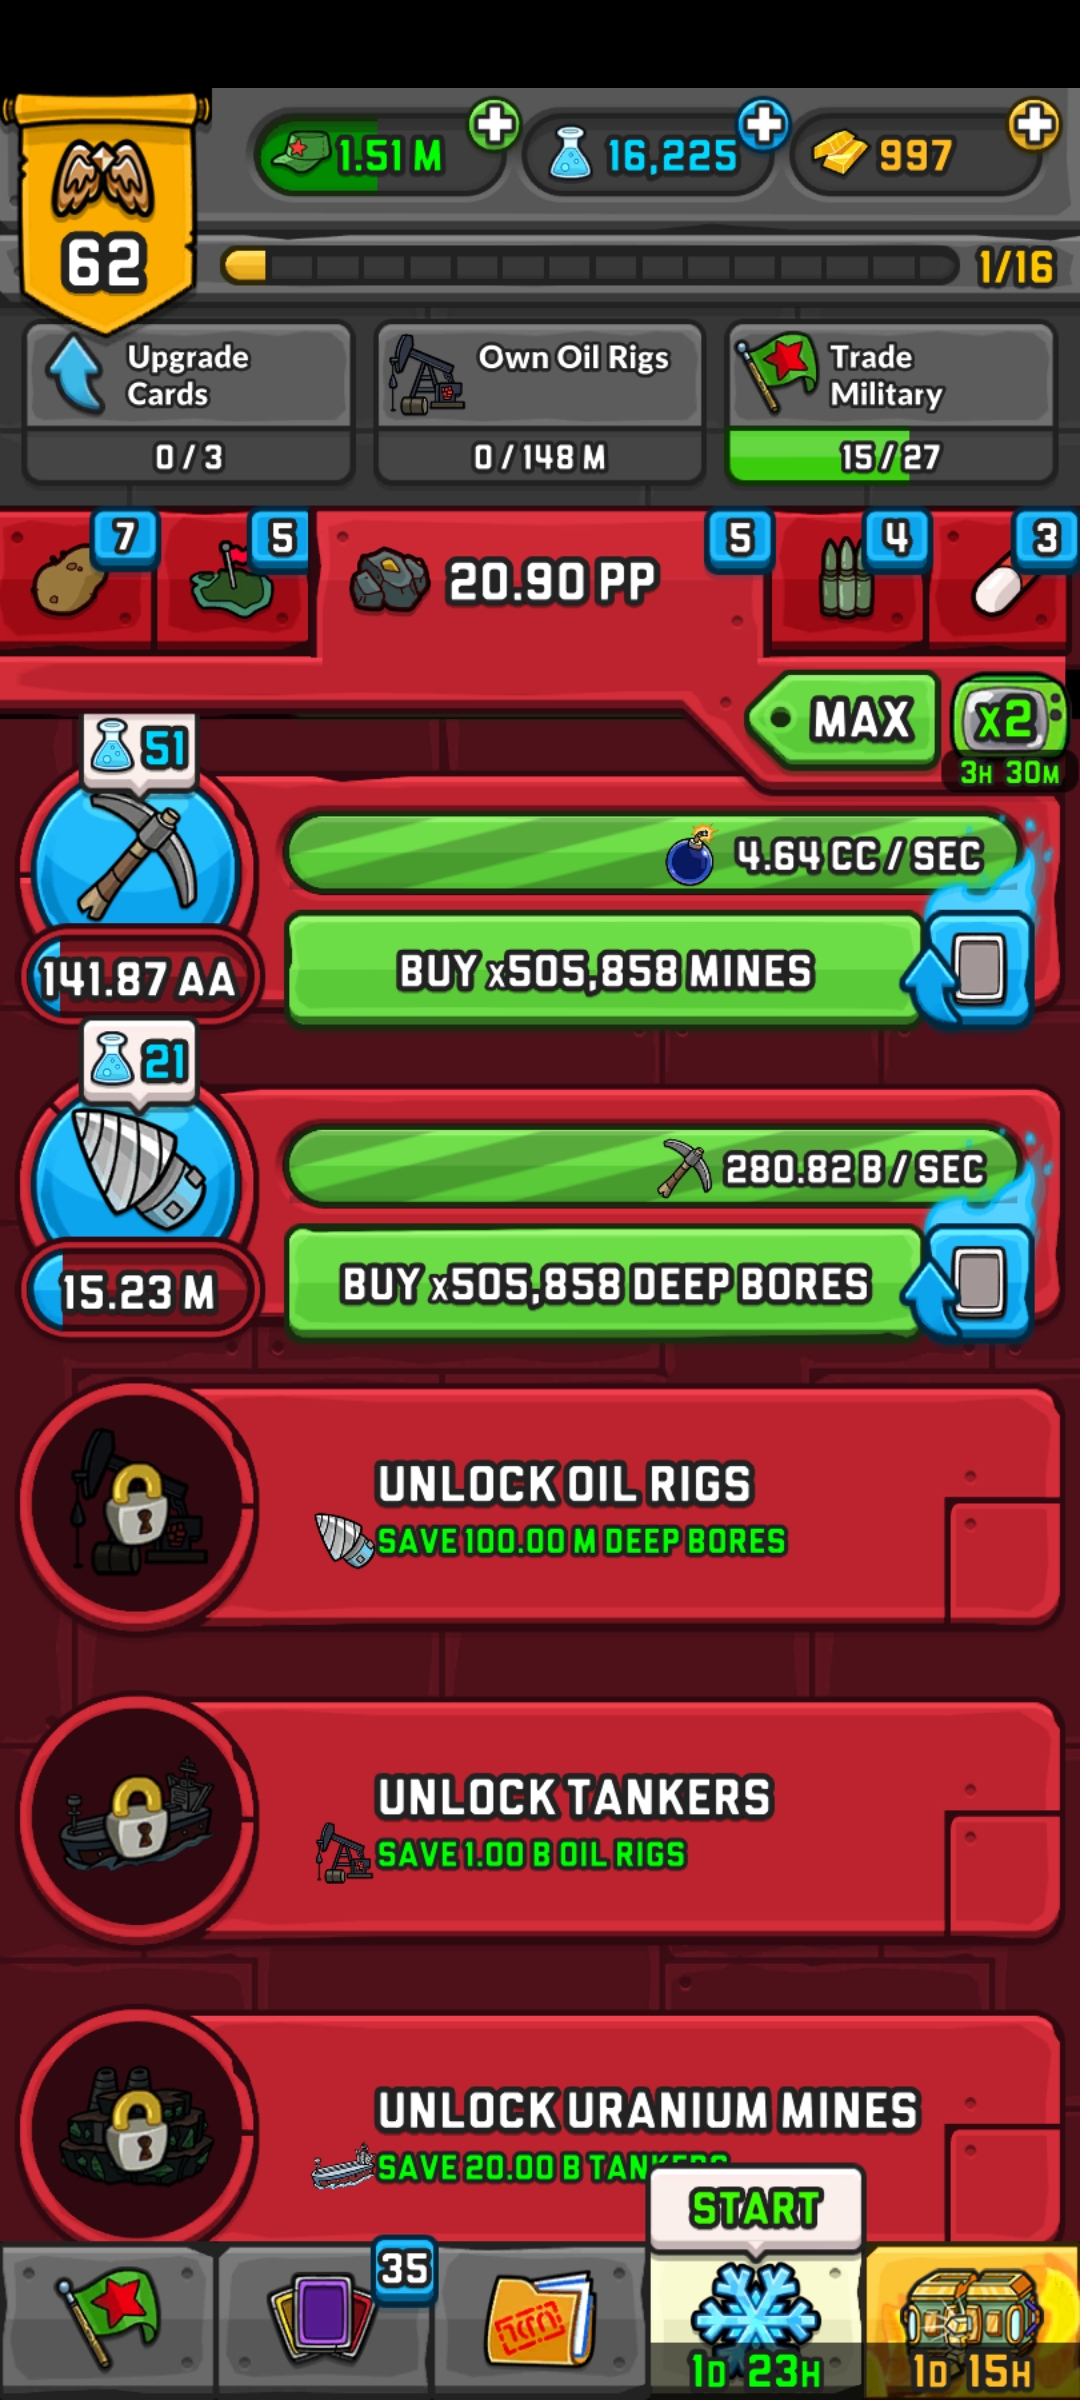 1.51 M
16,225
997
62
1/16
Upgrade
Cards
0 / 3
Own Oil Rigs
0 / 148 M
Trade
Military
15 / 27
7
5
20.90 PP
5
4
3
MAX
x2
3H 30M
51
4.64 CC / SEC
141.87 AA
BUY x505,858 MINES
21
280.82 B / SEC
15.23 M
BUY x505,858 DEEP BORES
UNLOCK OIL RIGS
SAVE 100.00 M DEEP BORES
UNLOCK TANKERS
SAVE 1.00 B OIL RIGS
UNLOCK URANIUM MINES
SAVE 20.00 B TANKERS
START
35
1D 23H
1D 15H